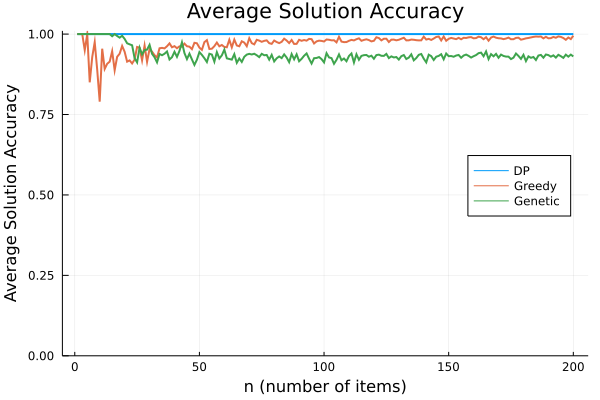 Average Solution Accuracy
Average Solution Accuracy
1.00
0.75
0.50
0.25
0.00
DP
Greedy
Genetic
0 50 100 150 200
n (number of items)